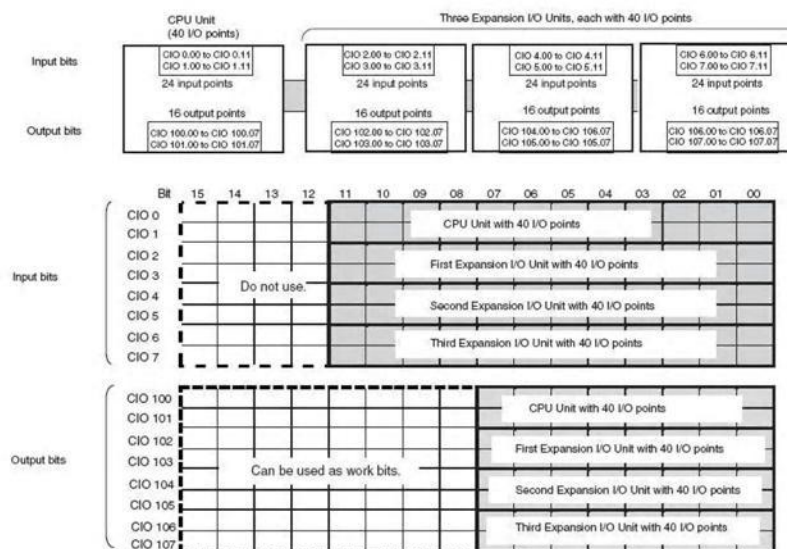 CPU Unit
(40 I/O points)
Three Expansion I/O Units, each with 40 I/O points
Input bits
CIO 0.00 to CIO 0.11
CIO 1.00 to CIO 1.11
CIO 2.00 to CIO 2.11
CIO 3.00 to CIO 3.11
CIO 4.00 to CIO 4.11
CIO 5.00 to CIO 5.11
CIO 6.00 to CIO 6.11
CIO 7.00 to CIO 7.11
24 input points
24 input points
24 input points
24 input points
16 output points
16 output points
16 output points
16 output points
Output bits
CIO 100.00 to CIO 100.07
CIO 101.00 to CIO 101.07
CIO 102.00 to CIO 102.07
CIO 103.00 to CIO 103.07
CIO 104.00 to CIO 106.07
CIO 105.00 to CIO 105.07
CIO 106.00 to CIO 106.07
CIO 107.00 to CIO 107.07
Bit 15 14 13 12 11 10 09 08 07 06 05 04 03 02 01 00
Input bits
CIO 0
CIO 1
CPU Unit with 40 I/O points
CIO 2
CIO 3
First Expansion I/O Unit with 40 I/O points
Do not use.
CIO 4
CIO 5
Second Expansion I/O Unit with 40 I/O points
CIO 6
CIO 7
Third Expansion I/O Unit with 40 I/O points
Output bits
CIO 100
CIO 101
CPU Unit with 40 I/O points
CIO 102
CIO 103
First Expansion I/O Unit with 40 I/O points
Can be used as work bits.
CIO 104
CIO 105
Second Expansion I/O Unit with 40 I/O points
CIO 106
CIO 107
Third Expansion I/O Unit with 40 I/O points